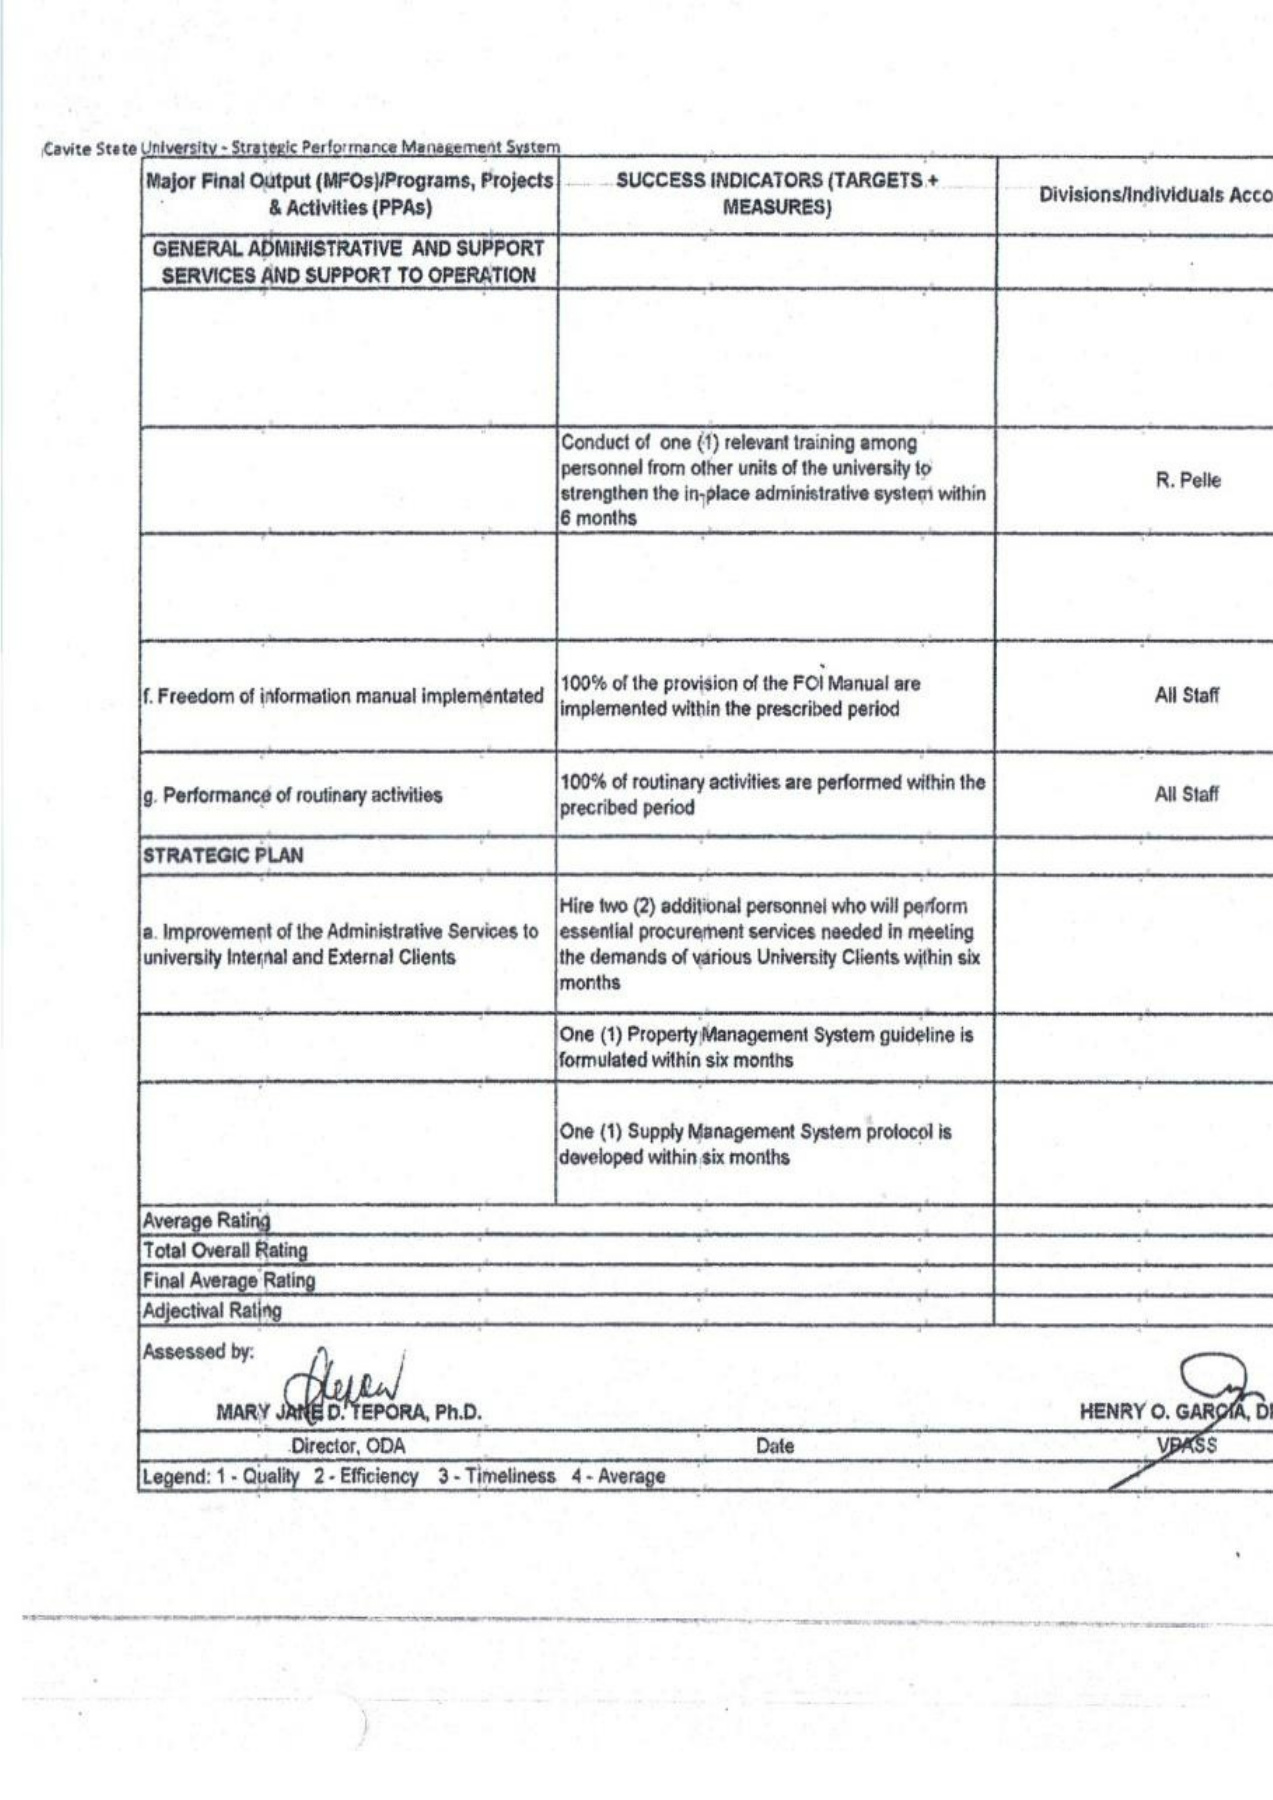 Cavite State University - Strategic Performance Management System
Major Final Output (MFOs)/Programs, Projects
& Activities (PPAs)
SUCCESS INDICATORS (TARGETS +
MEASURES)
Divisions/Individuals Acco
GENERAL ADMINISTRATIVE AND SUPPORT
SERVICES AND SUPPORT TO OPERATION
Conduct of one (1) relevant training among
personnel from other units of the university to
strengthen the in-place administrative system within
6 months
R. Pelle
f. Freedom of information manual implementated
100% of the provision of the FOI Manual are
implemented within the prescribed period
All Staff
g. Performance of routinary activities
100% of routinary activities are performed within the
precribed period
All Staff
STRATEGIC PLAN
a. Improvement of the Administrative Services to
university Internal and External Clients
Hire two (2) additional personnel who will perform
essential procurement services needed in meeting
the demands of various University Clients within six
months
One (1) Property Management System guideline is
formulated within six months
One (1) Supply Management System protocol is
developed within six months
Average Rating
Total Overall Rating
Final Average Rating
Adjectival Rating
Assessed by:
MARY JANE D. TEPORA, Ph.D.
HENRY O. GARCIA, D
Director, ODA
Date
VPASS
Legend: 1 - Quality 2 - Efficiency 3 - Timeliness 4 - Average